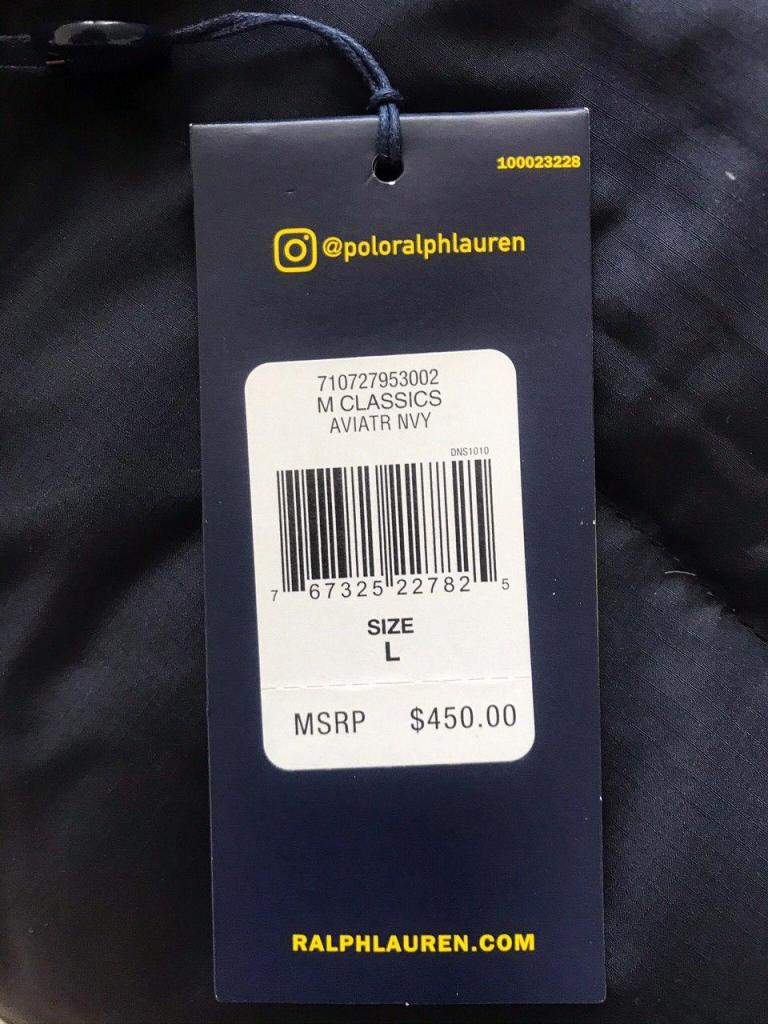 100023228
@poloralphlauren
710727953002
M CLASSICS
AVIATR NVY
DNS1010
7 67325 22782 5
SIZE
L
MSRP $450.00
RALPHLAUREN.COM